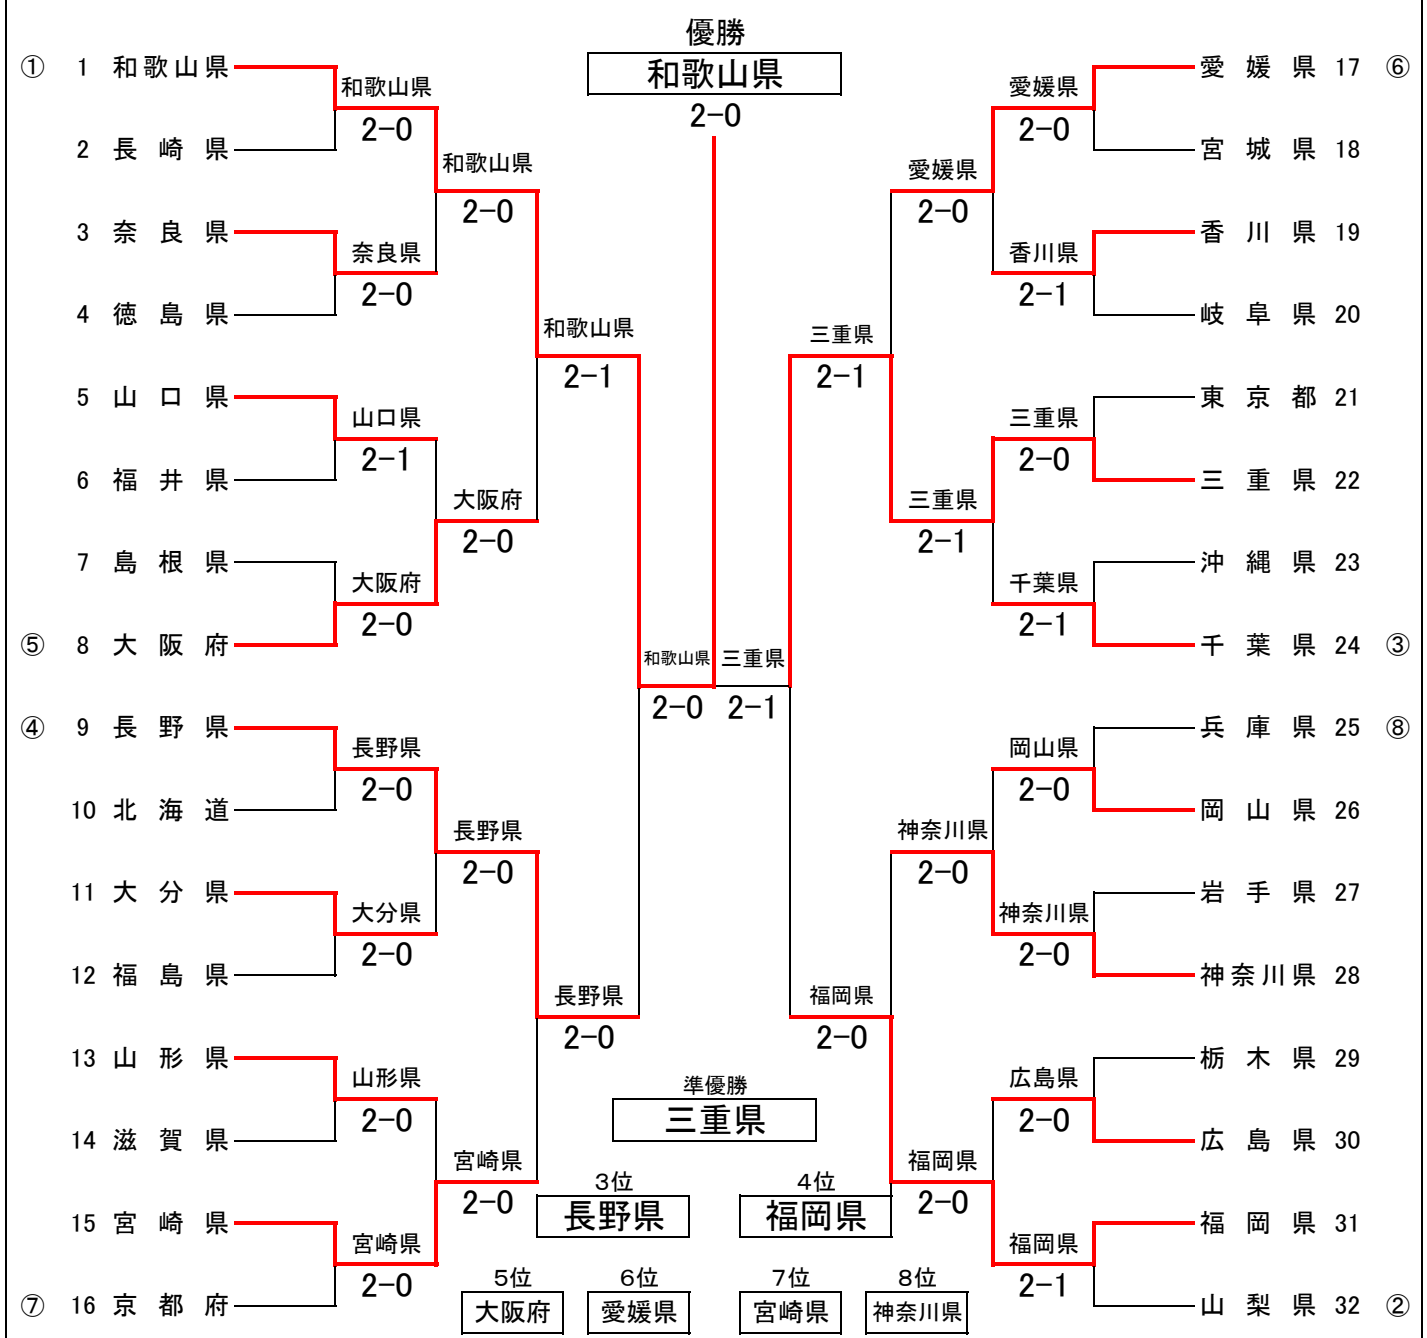 優勝
和歌山県
2-0
① 1 和歌山県
2 長崎県
3 奈良県
4 徳島県
5 山口県
6 福井県
7 島根県
⑤ 8 大阪府
④ 9 長野県
10 北海道
11 大分県
12 福島県
13 山形県
14 滋賀県
15 宮崎県
⑦ 16 京都府
和歌山県
2-0
奈良県
2-0
山口県
2-1
大阪府
2-0
長野県
2-0
大分県
2-0
山形県
2-0
宮崎県
2-0
和歌山県
2-0
大阪府
2-0
長野県
2-0
宮崎県
2-0
和歌山県
2-1
長野県
2-0
和歌山県
2-0
三重県
2-1
三重県
2-1
福岡県
2-0
愛媛県
2-0
三重県
2-1
神奈川県
2-0
福岡県
2-0
愛媛県
2-0
香川県
2-1
三重県
2-0
千葉県
2-1
岡山県
2-0
神奈川県
2-0
広島県
2-0
福岡県
2-1
愛媛県 17 ⑥
宮城県 18
香川県 19
岐阜県 20
東京都 21
三重県 22
沖縄県 23
千葉県 24 ③
兵庫県 25 ⑧
岡山県 26
岩手県 27
神奈川県 28
栃木県 29
広島県 30
福岡県 31
山梨県 32 ②
準優勝
三重県
3位
長野県
4位
福岡県
5位
大阪府
6位
愛媛県
7位
宮崎県
8位
神奈川県